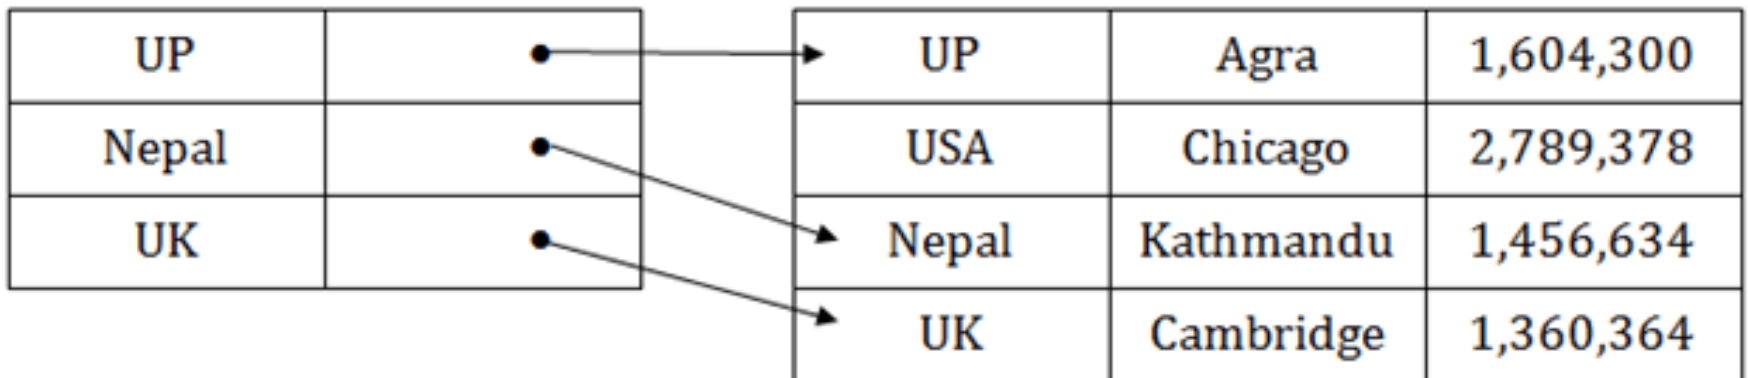 UP UP Agra 1,604,300
USA Chicago 2,789,378
Nepal Nepal Kathmandu 1,456,634
UK UK Cambridge 1,360,364